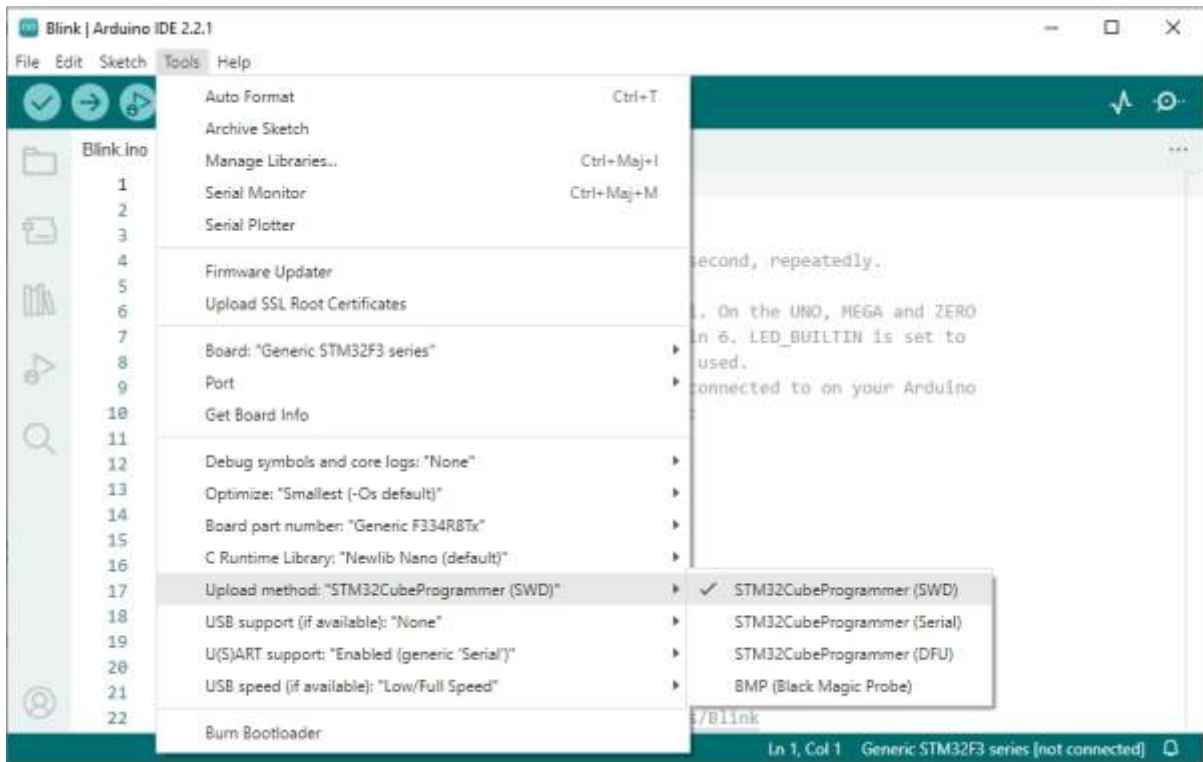 Blink | Arduino IDE 2.2.1
File Edit Sketch Tools Help
Auto Format Ctrl+T
Archive Sketch
Manage Libraries... Ctrl+Maj+I
Serial Monitor Ctrl+Maj+M
Serial Plotter
Firmware Updater
Upload SSL Root Certificates
Board: "Generic STM32F3 series"
Port
Get Board Info
Debug symbols and core logs: "None"
Optimize: "Smallest (-Os default)"
Board part number: "Generic F334R8Tx"
C Runtime Library: "Newlib Nano (default)"
Upload method: "STM32CubeProgrammer (SWD)"
USB support (if available): "None"
U(S)ART support: "Enabled (generic 'Serial')"
USB speed (if available): "Low/Full Speed"
Burn Bootloader
STM32CubeProgrammer (SWD)
STM32CubeProgrammer (Serial)
STM32CubeProgrammer (DFU)
BMP (Black Magic Probe)
Blink.ino
1
2
3
4
5
6
7
8
9
10
11
12
13
14
15
16
17
18
19
20
21
22
econd, repeatedly.
. On the UNO, MEGA and ZERO
n 6. LED_BUILTIN is set to
used.
onnected to on your Arduino
s/Blink
Ln 1, Col 1 Generic STM32F3 series [not connected]